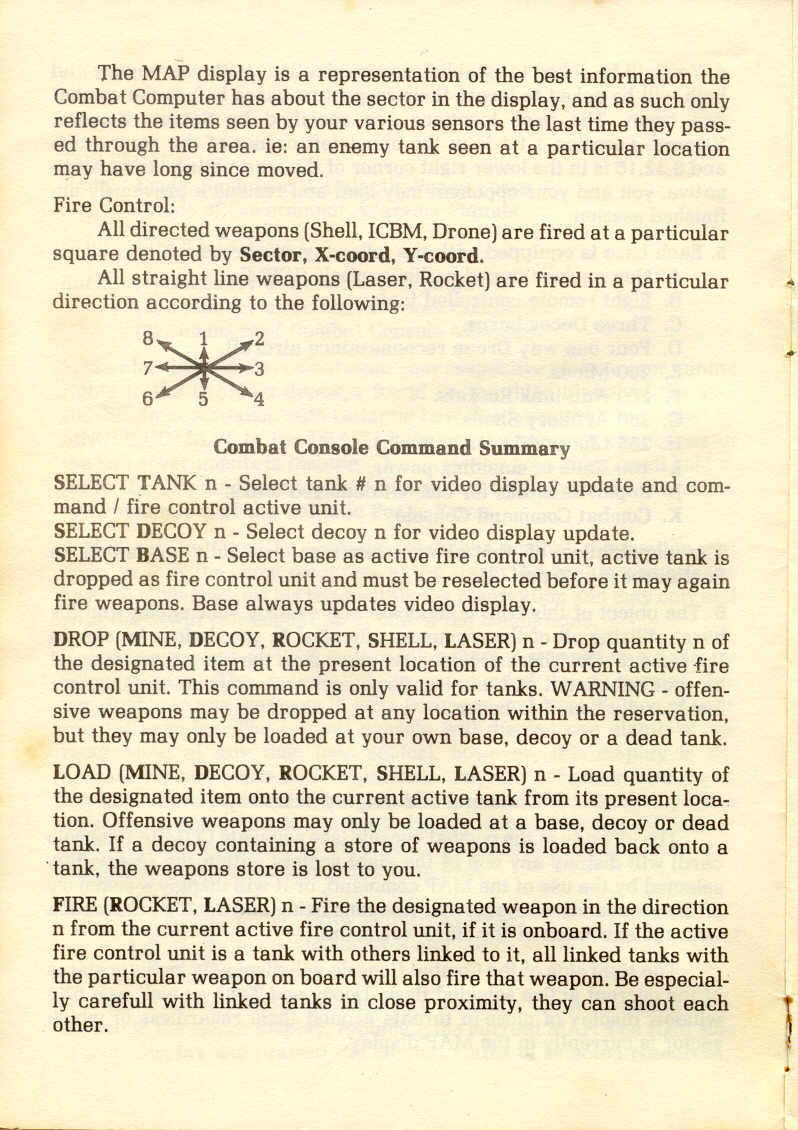 The MAP display is a representation of the best information the
Combat Computer has about the sector in the display, and as such only
reflects the items seen by your various sensors the last time they pass-
ed through the area. ie: an enemy tank seen at a particular location
may have long since moved.
Fire Control:
All directed weapons (Shell, ICBM, Drone) are fired at a particular
square denoted by Sector, X-coord, Y-coord.
All straight line weapons (Laser, Rocket) are fired in a particular
direction according to the following:
8 1 2
7 3
6 5 4
Combat Console Command Summary
SELECT TANK n - Select tank # n for video display update and com-
mand / fire control active unit.
SELECT DECOY n - Select decoy n for video display update.
SELECT BASE n - Select base as active fire control unit, active tank is
dropped as fire control unit and must be reselected before it may again
fire weapons. Base always updates video display.
DROP (MINE, DECOY, ROCKET, SHELL, LASER) n - Drop quantity n of
the designated item at the present location of the current active fire
control unit. This command is only valid for tanks. WARNING - offen-
sive weapons may be dropped at any location within the reservation,
but they may only be loaded at your own base, decoy or a dead tank.
LOAD (MINE, DECOY, ROCKET, SHELL, LASER) n - Load quantity of
the designated item onto the current active tank from its present loca-
tion. Offensive weapons may only be loaded at a base, decoy or dead
tank. If a decoy containing a store of weapons is loaded back onto a
tank, the weapons store is lost to you.
FIRE (ROCKET, LASER) n - Fire the designated weapon in the direction
n from the current active fire control unit, if it is onboard. If the active
fire control unit is a tank with others linked to it, all linked tanks with
the particular weapon on board will also fire that weapon. Be especial-
ly carefull with linked tanks in close proximity, they can shoot each
other.